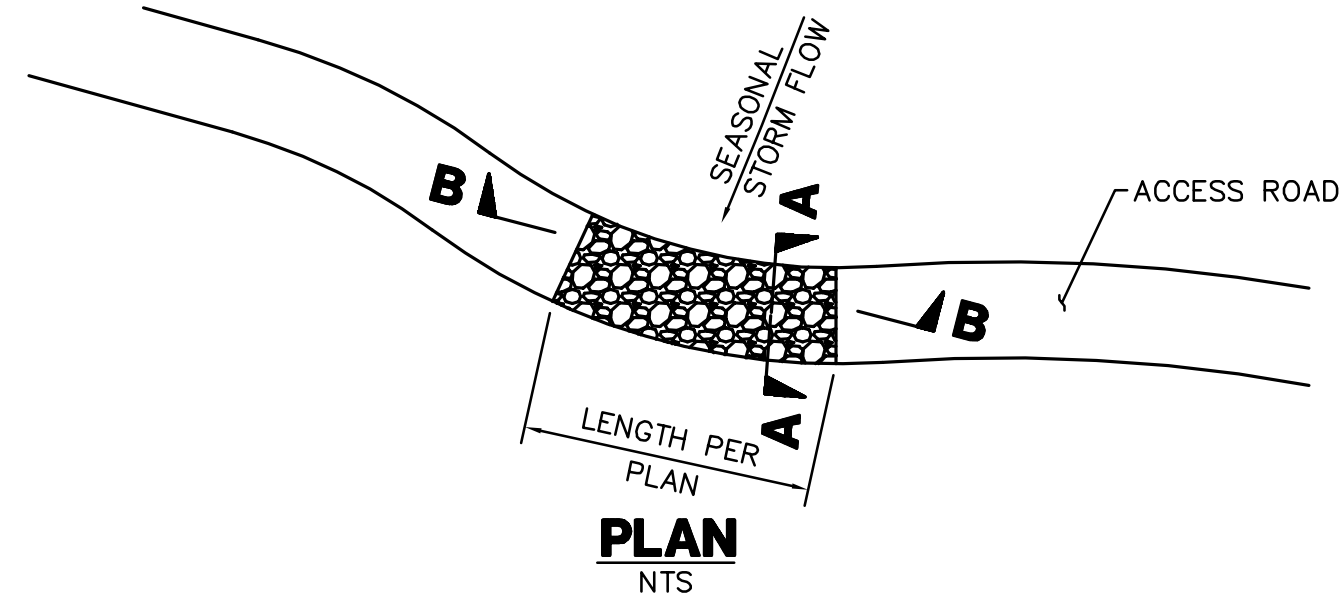 SEASONAL
STORM FLOW
A
B
ACCESS ROAD
B
A
LENGTH PER
PLAN
PLAN
NTS